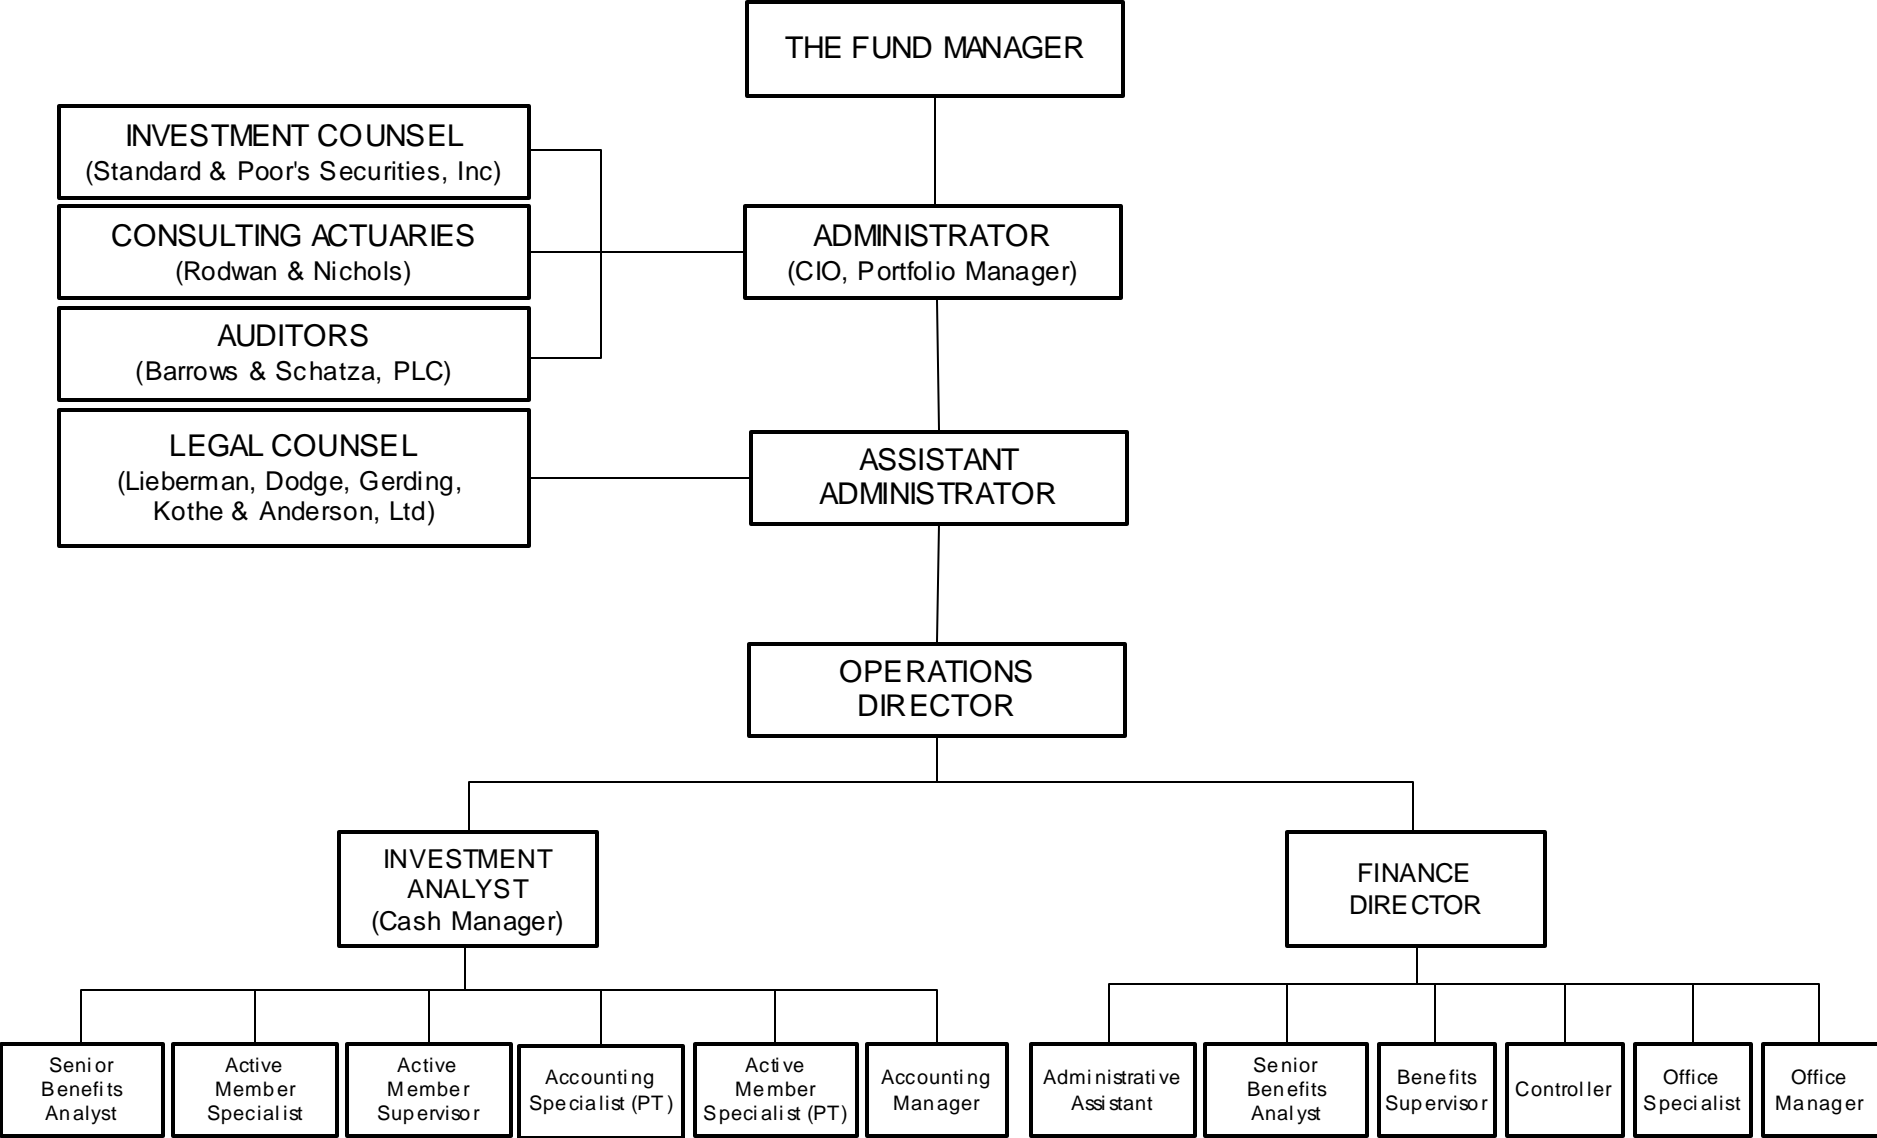 THE FUND MANAGER
INVESTMENT COUNSEL
(Standard & Poor's Securities, Inc)
CONSULTING ACTUARIES
(Rodwan & Nichols)
ADMINISTRATOR
(CIO, Portfolio Manager)
AUDITORS
(Barrows & Schatza, PLC)
LEGAL COUNSEL
(Lieberman, Dodge, Gerding,
Kothe & Anderson, Ltd)
ASSISTANT
ADMINISTRATOR
OPERATIONS
DIRECTOR
INVESTMENT
ANALYST
(Cash Manager)
FINANCE
DIRECTOR
Senior
Benefits
Analyst
Active
Member
Specialist
Active
Member
Supervisor
Accounting
Specialist (PT)
Active
Member
Specialist (PT)
Accounting
Manager
Administrative
Assistant
Senior
Benefits
Analyst
Benefits
Supervisor
Controller
Office
Specialist
Office
Manager